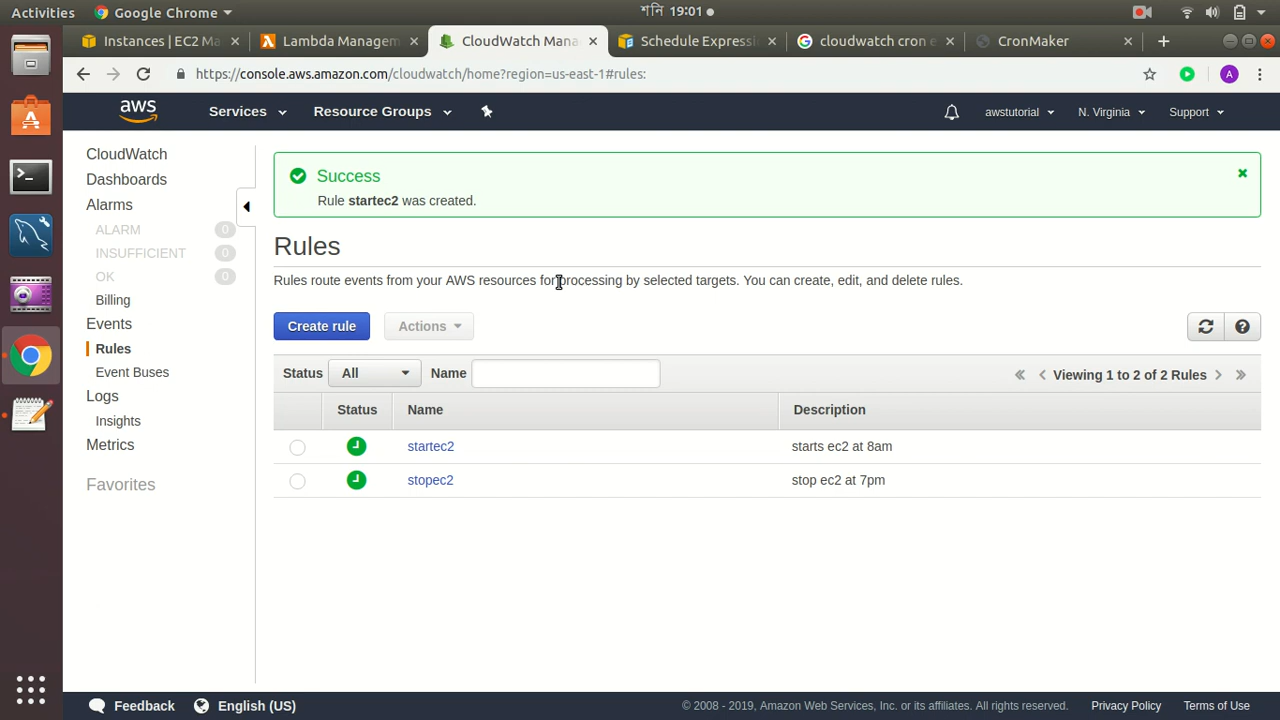 Activities Google Chrome শনি 19:01
Instances | EC2 Ma Lambda Managem CloudWatch Mana Schedule Expressi cloudwatch cron e CronMaker
https://console.aws.amazon.com/cloudwatch/home?region=us-east-1#rules: A
aws Services Resource Groups awstutorial N. Virginia Support
CloudWatch
Dashboards
Alarms
ALARM 0
INSUFFICIENT 0
OK 0
Billing
Events
Rules
Event Buses
Logs
Insights
Metrics
Favorites
Success
Rule startec2 was created.
Rules
Rules route events from your AWS resources for processing by selected targets. You can create, edit, and delete rules.
Create rule Actions
Status All Name Viewing 1 to 2 of 2 Rules
Status Name Description
startec2 starts ec2 at 8am
stopec2 stop ec2 at 7pm
Feedback English (US) © 2008 - 2019, Amazon Web Services, Inc. or its affiliates. All rights reserved. Privacy Policy Terms of Use